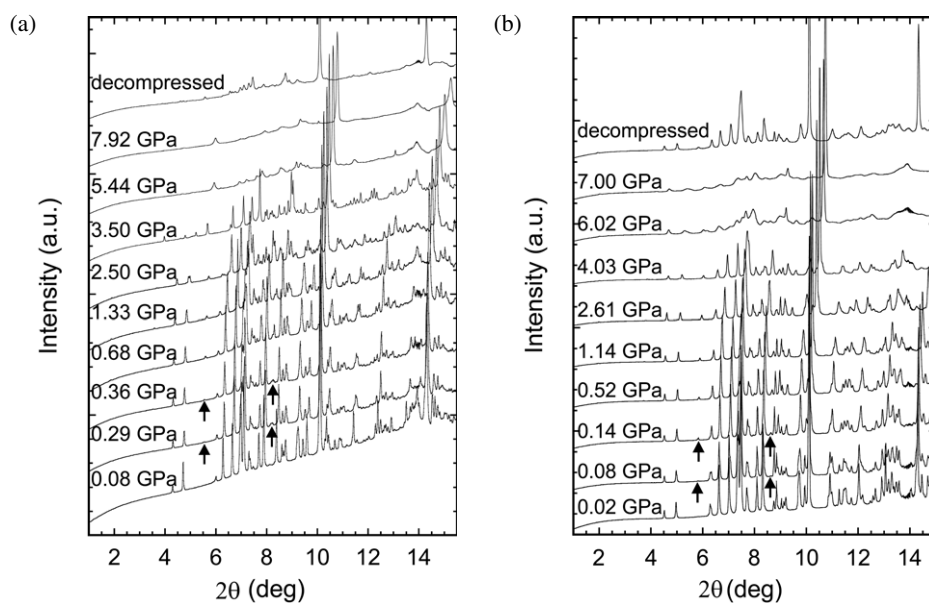 (a)
decompressed
7.92 GPa
5.44 GPa
3.50 GPa
2.50 GPa
1.33 GPa
0.68 GPa
0.36 GPa
0.29 GPa
0.08 GPa
Intensity (a.u.)
2 4 6 8 10 12 14
2θ (deg)
(b)
decompressed
7.00 GPa
6.02 GPa
4.03 GPa
2.61 GPa
1.14 GPa
0.52 GPa
0.14 GPa
0.08 GPa
0.02 GPa
Intensity (a.u.)
2 4 6 8 10 12 14
2θ (deg)